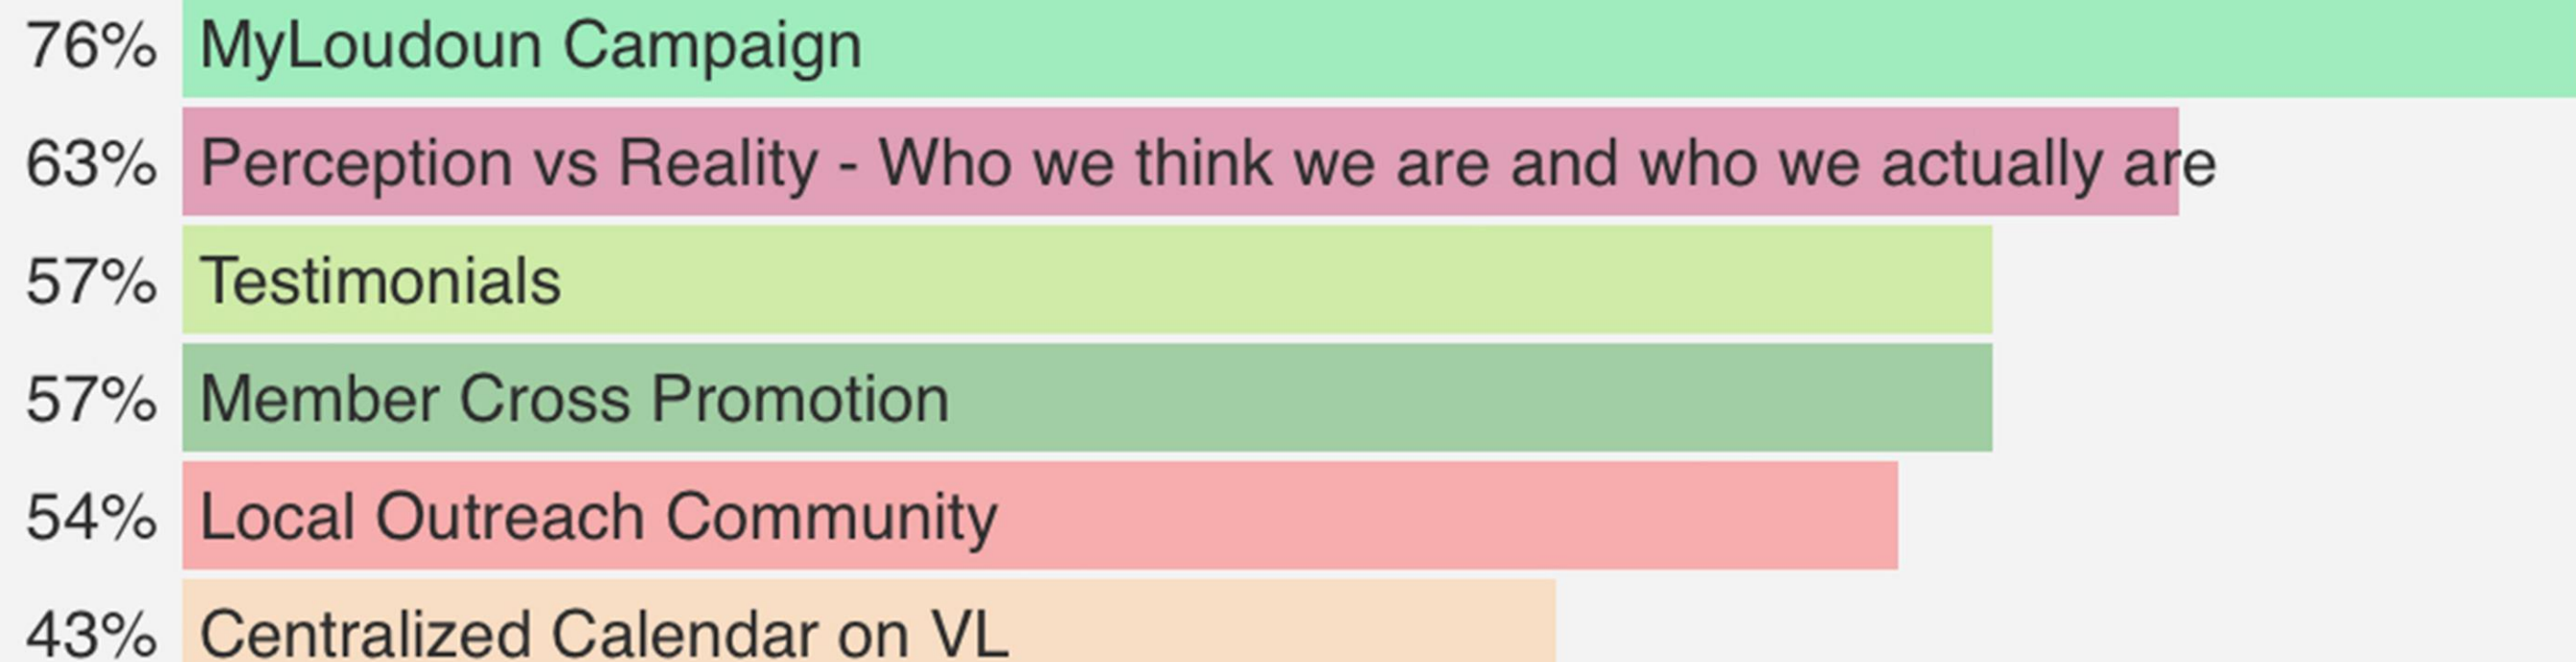 76% MyLoudoun Campaign
63% Perception vs Reality - Who we think we are and who we actually are
57% Testimonials
57% Member Cross Promotion
54% Local Outreach Community
43% Centralized Calendar on VL